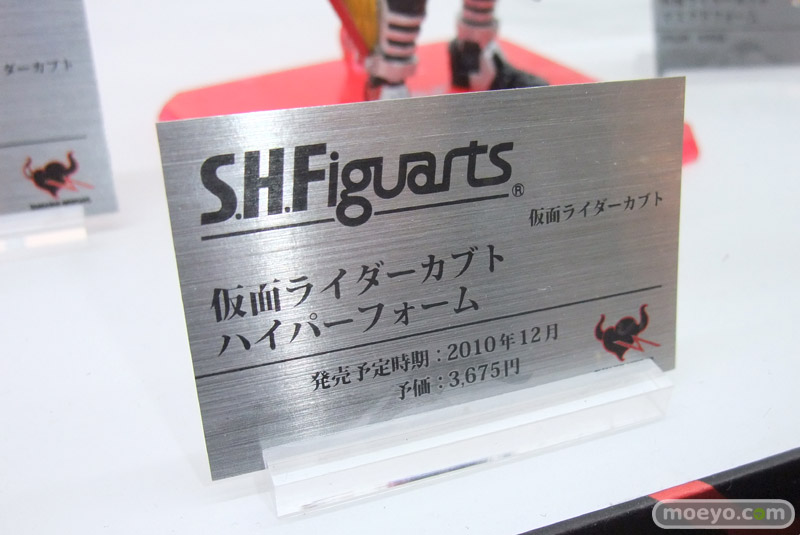 S.H.Figuarts®
仮面ライダーカブト
仮面ライダーカブト
ハイパーフォーム
発売予定時期：2010年12月
予価：3,675円
ダーカブト
moeyo.com